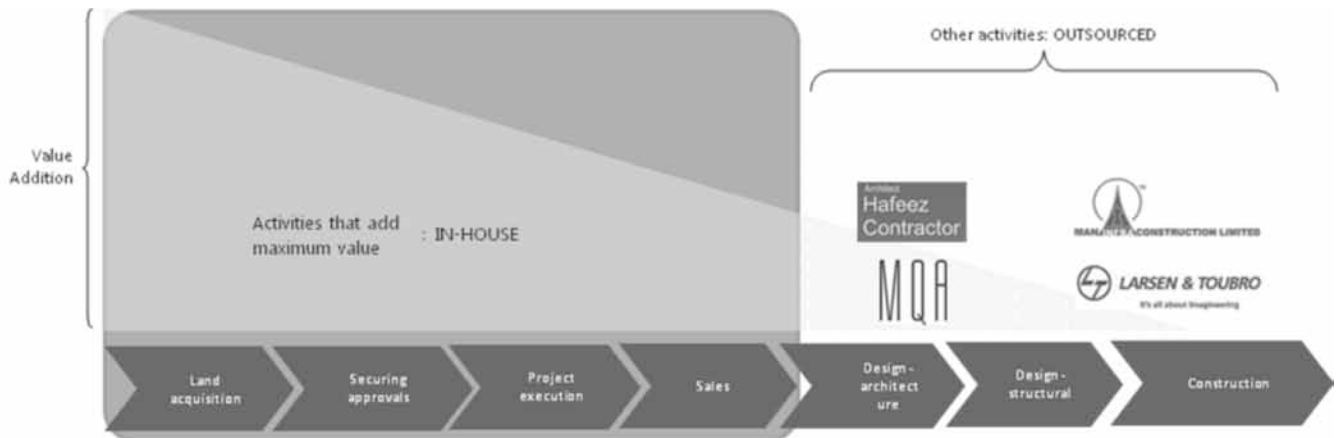 Other activities: OUTSOURCED
Value
Addition
Activities that add
maximum value
: IN-HOUSE
Architect
Hafeez
Contractor
MQA
TM
CONSTRUCTION LIMITED
LARSEN & TOUBRO
It's all about Imagineering
Land
acquisition
Securing
approvals
Project
execution
Sales
Design-
architect
ure
Design-
structural
Construction